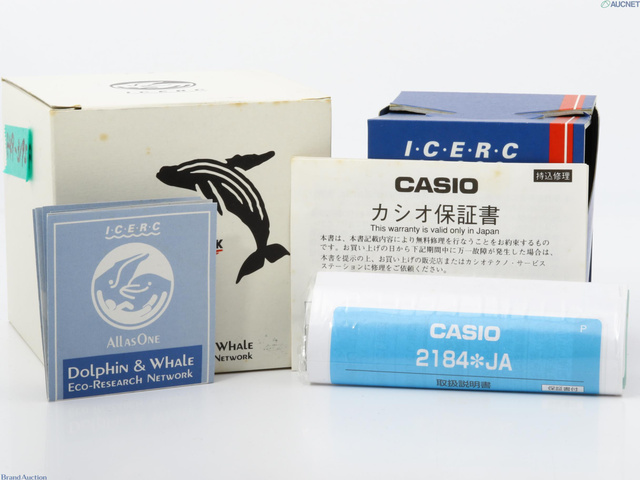 AUCNET
I.C.E.R.C
I.C.E.R.C
CASIO
持込修理
カシオ保証書
This warranty is valid only in Japan
本書は、本書記載内容により無料修理を行なうことをお約束するもの
です。お買い上げの日から下記期間中に万一故障が発生した場合は、
本書を提示の上、お買い上げの販売店またはカシオテクノ・サービス
ステーションに修理をご依頼ください。
I.C.E.R.C
ALL AS ONE
DOLPHIN & WHALE
ECO-RESEARCH NETWORK
WHALE
NETWORK
CASIO
P
2184✻JA
取扱説明書
保証書付
Brand Auction